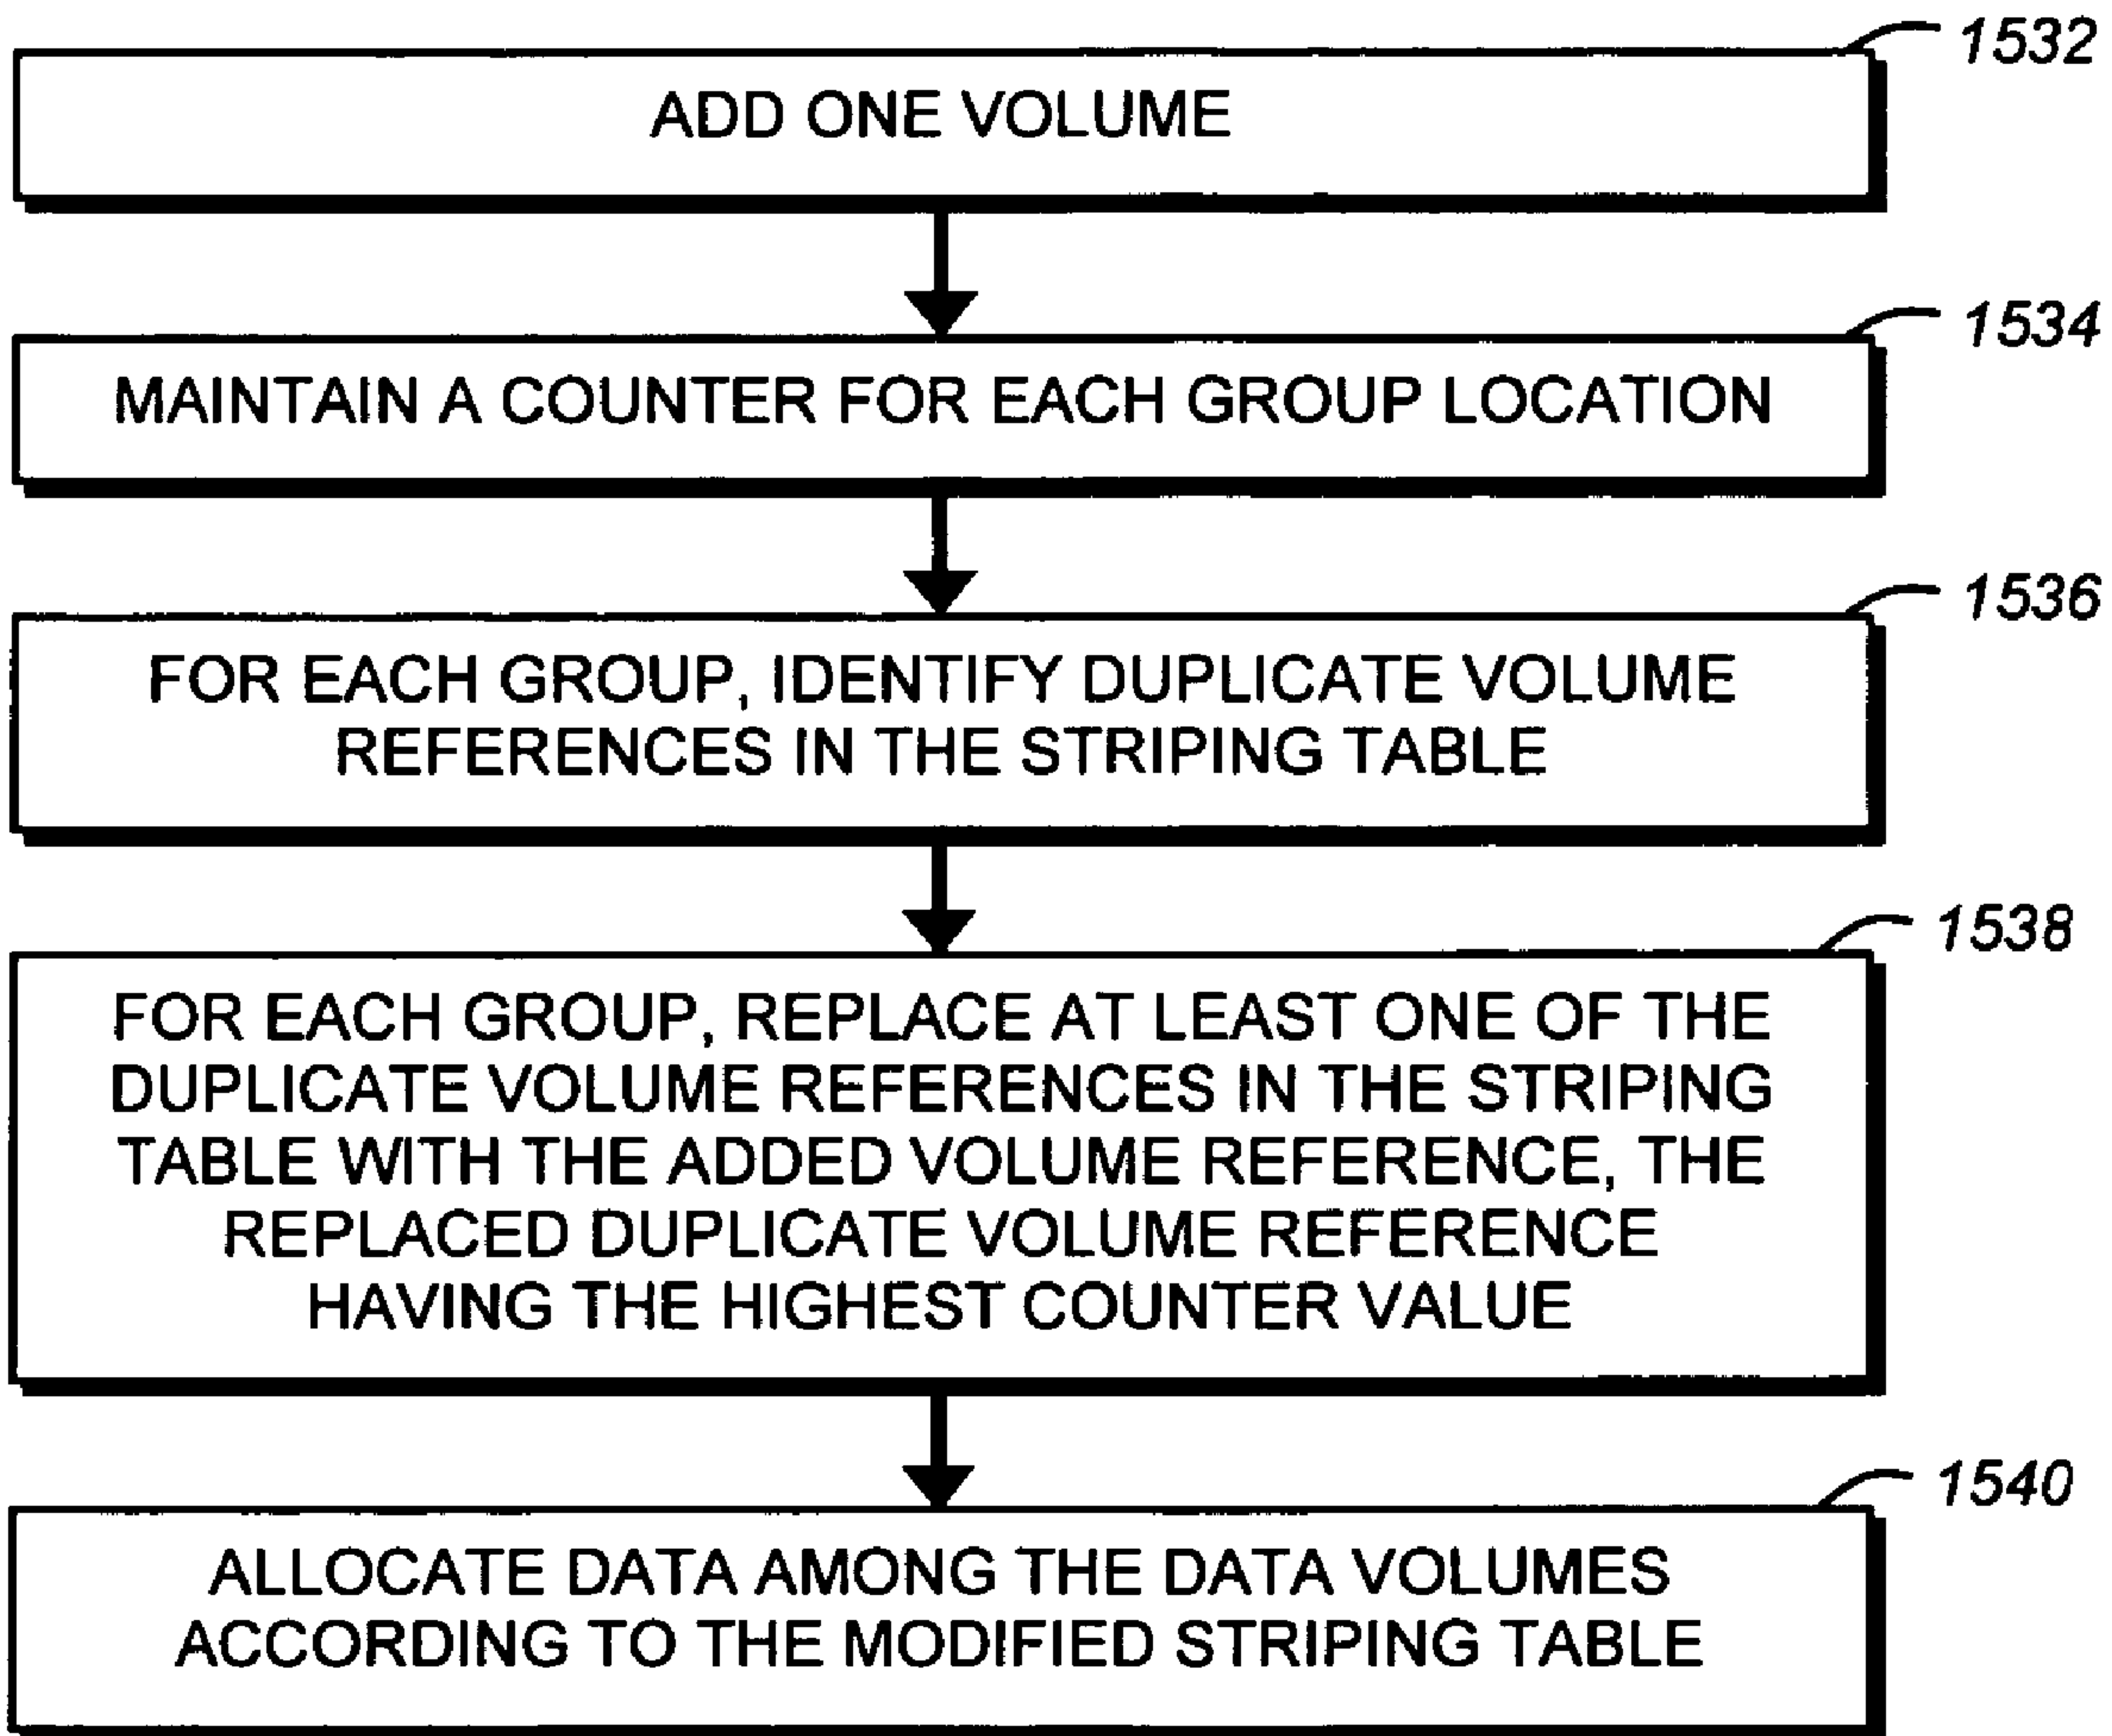 1532
ADD ONE VOLUME
1534
MAINTAIN A COUNTER FOR EACH GROUP LOCATION
1536
FOR EACH GROUP, IDENTIFY DUPLICATE VOLUME
REFERENCES IN THE STRIPING TABLE
1538
FOR EACH GROUP, REPLACE AT LEAST ONE OF THE
DUPLICATE VOLUME REFERENCES IN THE STRIPING
TABLE WITH THE ADDED VOLUME REFERENCE, THE
REPLACED DUPLICATE VOLUME REFERENCE
HAVING THE HIGHEST COUNTER VALUE
1540
ALLOCATE DATA AMONG THE DATA VOLUMES
ACCORDING TO THE MODIFIED STRIPING TABLE